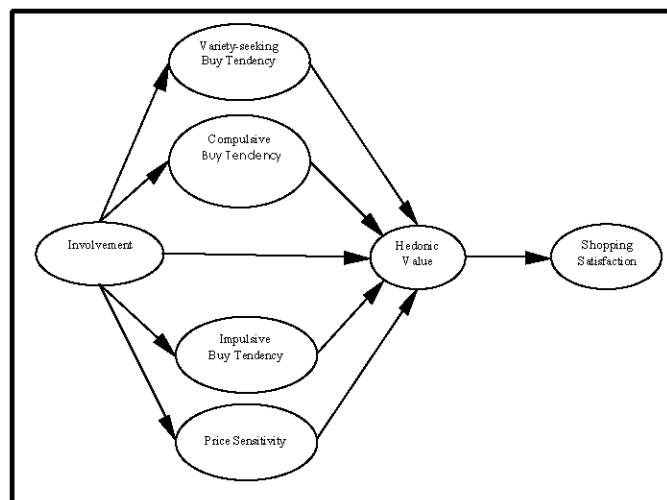 Variety-seeking
Buy Tendency
Compulsive
Buy Tendency
Involvement
Hedonic
Value
Shopping
Satisfaction
Impulsive
Buy Tendency
Price Sensitivity